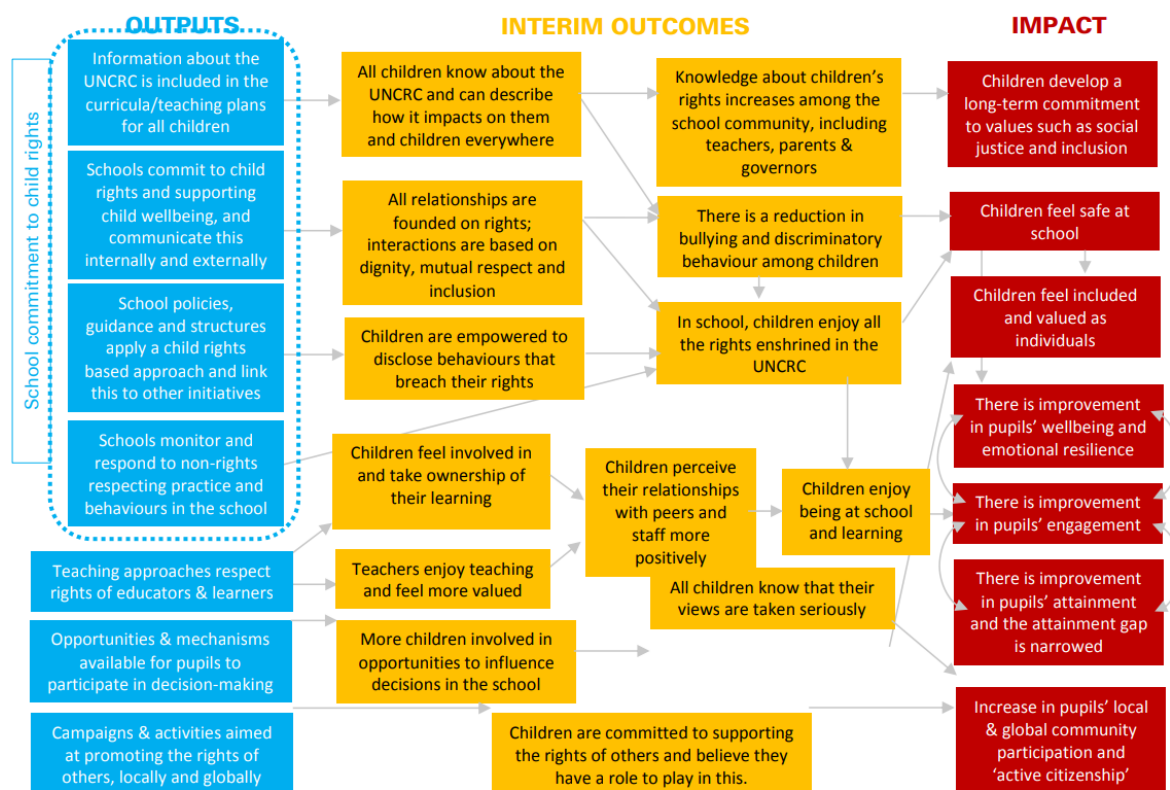 OUTPUTS
INTERIM OUTCOMES
IMPACT
School commitment to child rights
Information about the
UNCRC is included in the
curricula/teaching plans
for all children
Schools commit to child
rights and supporting
child wellbeing, and
communicate this
internally and externally
School policies,
guidance and structures
apply a child rights
based approach and link
this to other initiatives
Schools monitor and
respond to non-rights
respecting practice and
behaviours in the school
Teaching approaches respect
rights of educators & learners
Opportunities & mechanisms
available for pupils to
participate in decision-making
Campaigns & activities aimed
at promoting the rights of
others, locally and globally
All children know about the
UNCRC and can describe
how it impacts on them
and children everywhere
All relationships are
founded on rights;
interactions are based on
dignity, mutual respect and
inclusion
Children are empowered to
disclose behaviours that
breach their rights
Children feel involved in
and take ownership of
their learning
Teachers enjoy teaching
and feel more valued
More children involved in
opportunities to influence
decisions in the school
Children are committed to supporting
the rights of others and believe they
have a role to play in this.
Knowledge about children's
rights increases among the
school community, including
teachers, parents &
governors
There is a reduction in
bullying and discriminatory
behaviour among children
In school, children enjoy all
the rights enshrined in the
UNCRC
Children perceive
their relationships
with peers and
staff more
positively
Children enjoy
being at school
and learning
All children know that their
views are taken seriously
Children develop a
long-term commitment
to values such as social
justice and inclusion
Children feel safe at
school
Children feel included
and valued as
individuals
There is improvement
in pupils' wellbeing and
emotional resilience
There is improvement
in pupils' engagement
There is improvement
in pupils' attainment
and the attainment gap
is narrowed
Increase in pupils' local
& global community
participation and
'active citizenship'